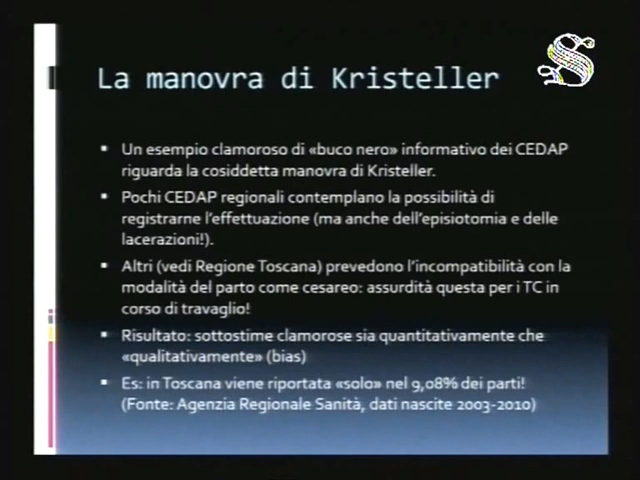 La manovra di Kristeller
S
Un esempio clamoroso di «buco nero» informativo dei CEDAP
riguarda la cosiddetta manovra di Kristeller.
Pochi CEDAP regionali contemplano la possibilità di
registrarne l'effettuazione (ma anche dell'episiotomia e delle
lacerazioni!).
Altri (vedi Regione Toscana) prevedono l'incompatibilità con la
modalità del parto come cesareo: assurdità questa per i TC in
corso di travaglio!
Risultato: sottostime clamorose sia quantitativamente che
«qualitativamente» (bias)
Es: in Toscana viene riportata «solo» nel 9,08% dei parti!
(Fonte: Agenzia Regionale Sanità, dati nascite 2003-2010)